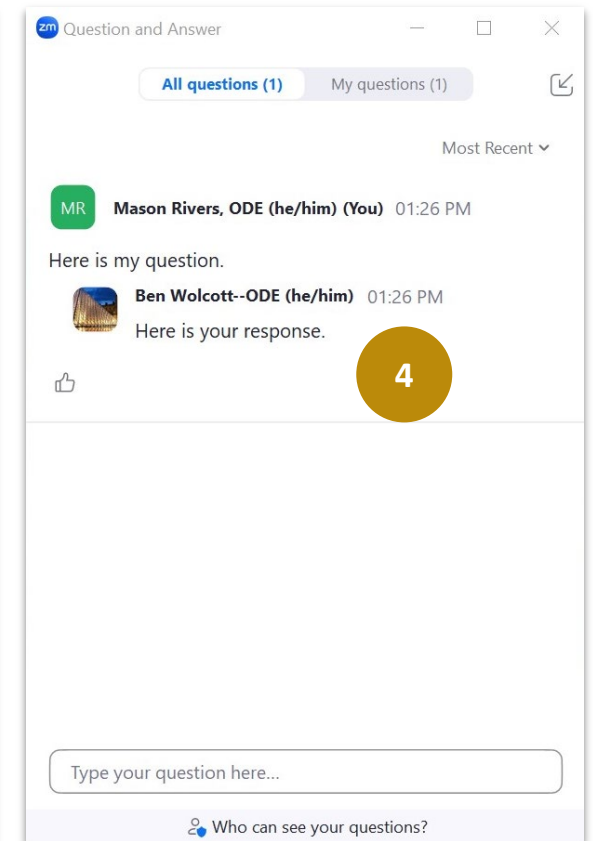 zm Question and Answer
All questions (1) My questions (1)
Most Recent
MR Mason Rivers, ODE (he/him) (You) 01:26 PM
Here is my question.
Ben Wolcott--ODE (he/him) 01:26 PM
Here is your response.
4
Type your question here...
Who can see your questions?